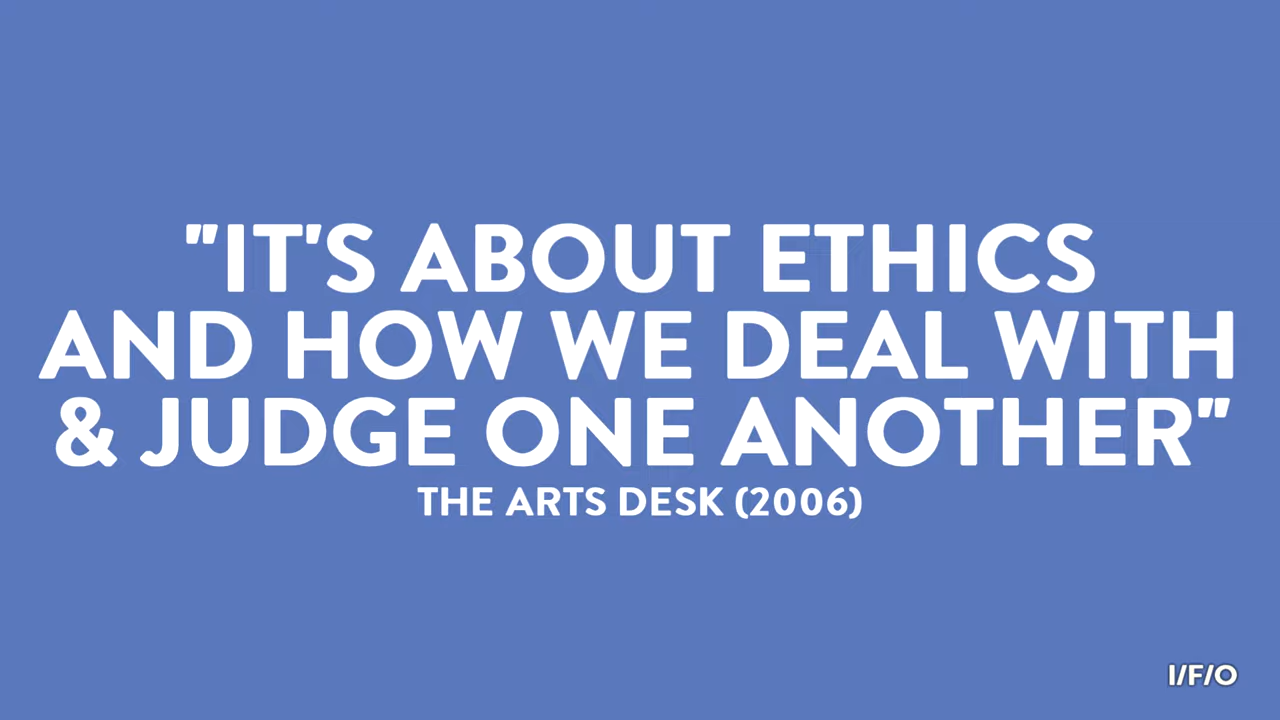 "IT'S ABOUT ETHICS
AND HOW WE DEAL WITH
& JUDGE ONE ANOTHER"
THE ARTS DESK (2006)
I/F/O